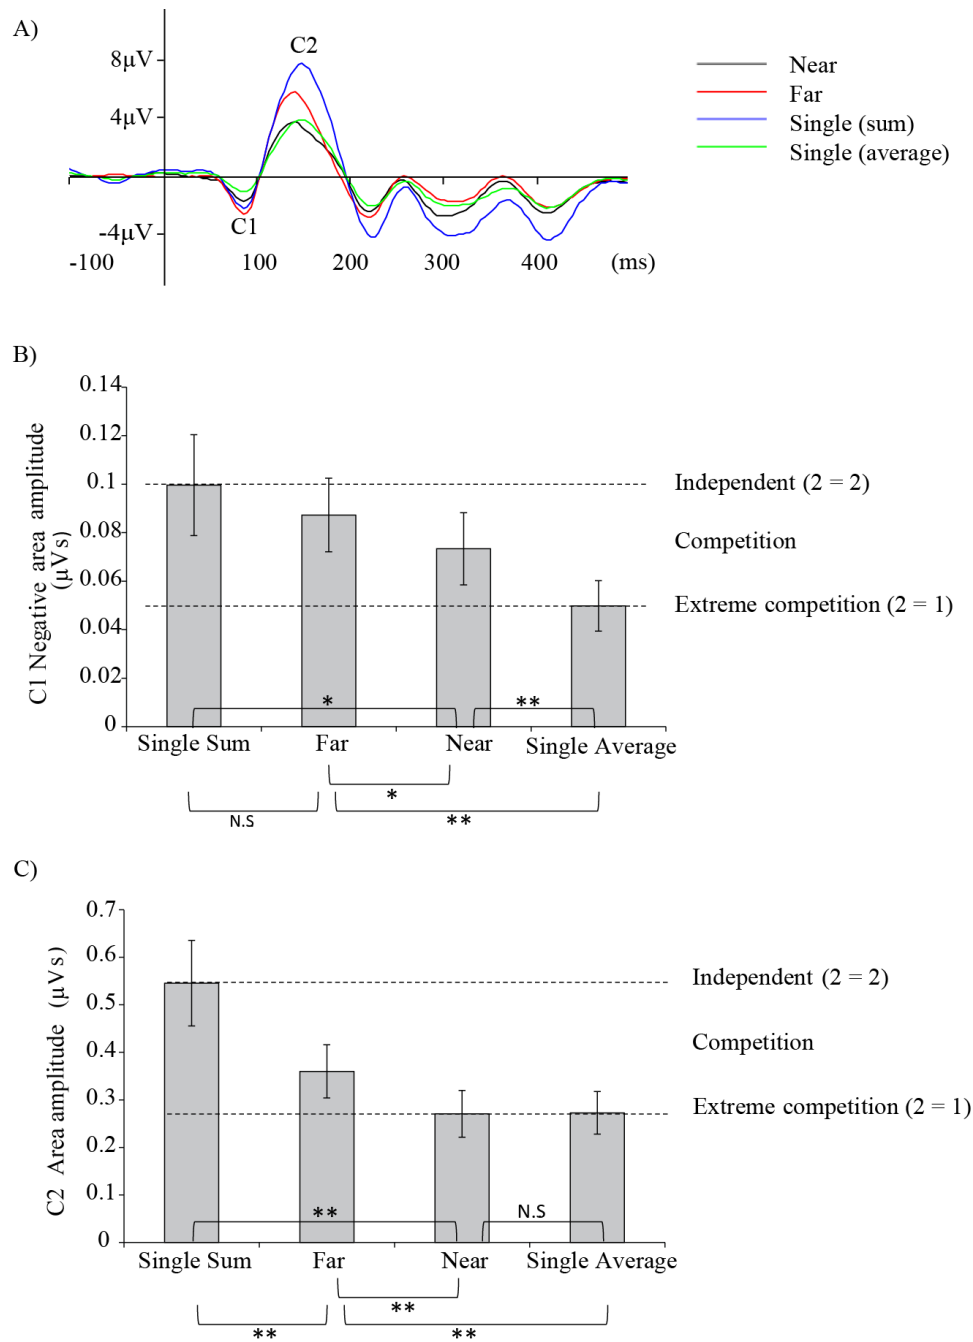 A)
8μV
4μV
-4μV
C2
C1
-100
100
200
300
400
(ms)
Near
Far
Single (sum)
Single (average)
B)
C1 Negative area amplitude
(μVs)
0.14
0.12
0.1
0.08
0.06
0.04
0.02
0
Independent (2 = 2)
Competition
Extreme competition (2 = 1)
*
**
Single Sum
Far
Near
Single Average
*
N.S
**
C)
C2 Area amplitude (μVs)
0.7
0.6
0.5
0.4
0.3
0.2
0.1
0
Independent (2 = 2)
Competition
Extreme competition (2 = 1)
**
N.S
Single Sum
Far
Near
Single Average
**
**
**